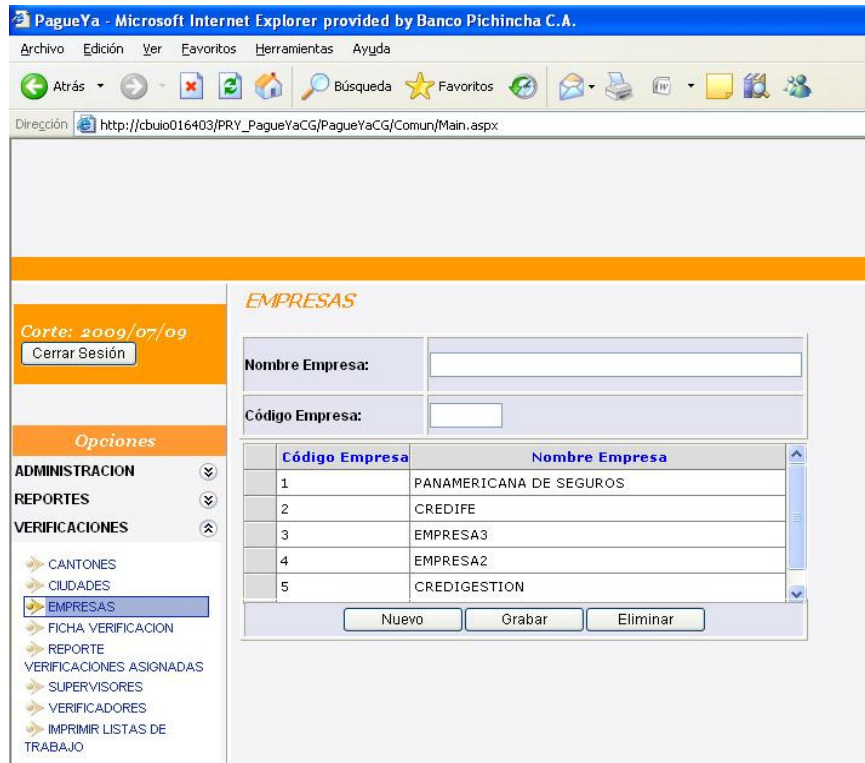 PagueYa - Microsoft Internet Explorer provided by Banco Pichincha C.A.
Archivo Edición Ver Favoritos Herramientas Ayuda
Atrás Búsqueda Favoritos
Dirección http://cbuio016403/PRY_PagueYaCG/PagueYaCG/Comun/Main.aspx
Corte: 2009/07/09
Cerrar Sesión
Opciones
ADMINISTRACION
REPORTES
VERIFICACIONES
CANTONES
CIUDADES
EMPRESAS
FICHA VERIFICACION
REPORTE
VERIFICACIONES ASIGNADAS
SUPERVISORES
VERIFICADORES
IMPRIMIR LISTAS DE
TRABAJO
EMPRESAS
Nombre Empresa:
Código Empresa:
Código Empresa Nombre Empresa
1 PANAMERICANA DE SEGUROS
2 CREDIFE
3 EMPRESA3
4 EMPRESA2
5 CREDIGESTION
Nuevo Grabar Eliminar